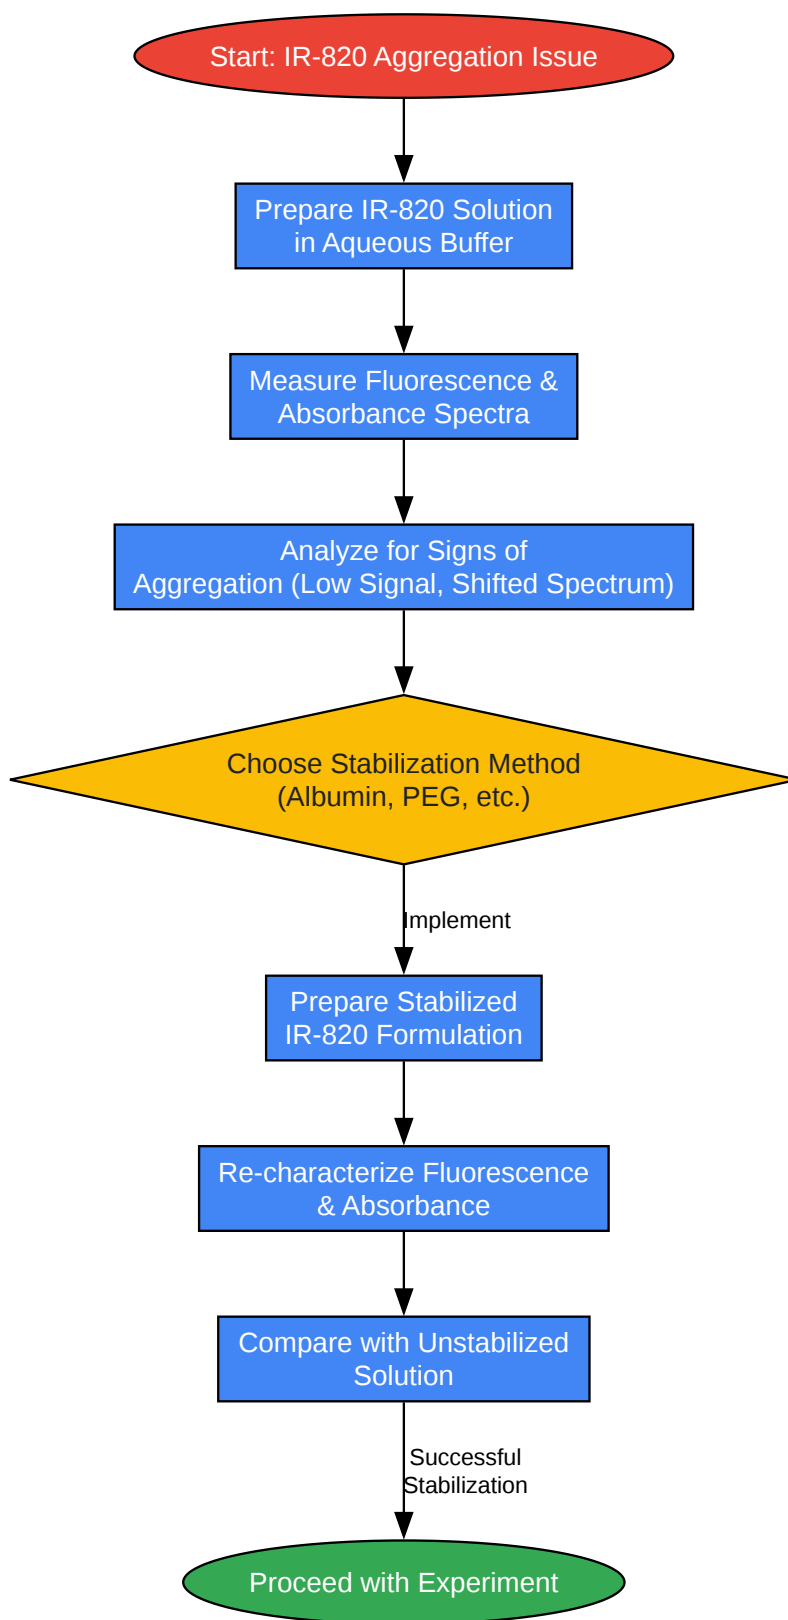 Start: IR-820 Aggregation Issue
Prepare IR-820 Solution
in Aqueous Buffer
Measure Fluorescence &
Absorbance Spectra
Analyze for Signs of
Aggregation (Low Signal, Shifted Spectrum)
Choose Stabilization Method
(Albumin, PEG, etc.)
Implement
Prepare Stabilized
IR-820 Formulation
Re-characterize Fluorescence
& Absorbance
Compare with Unstabilized
Solution
Successful
Stabilization
Proceed with Experiment